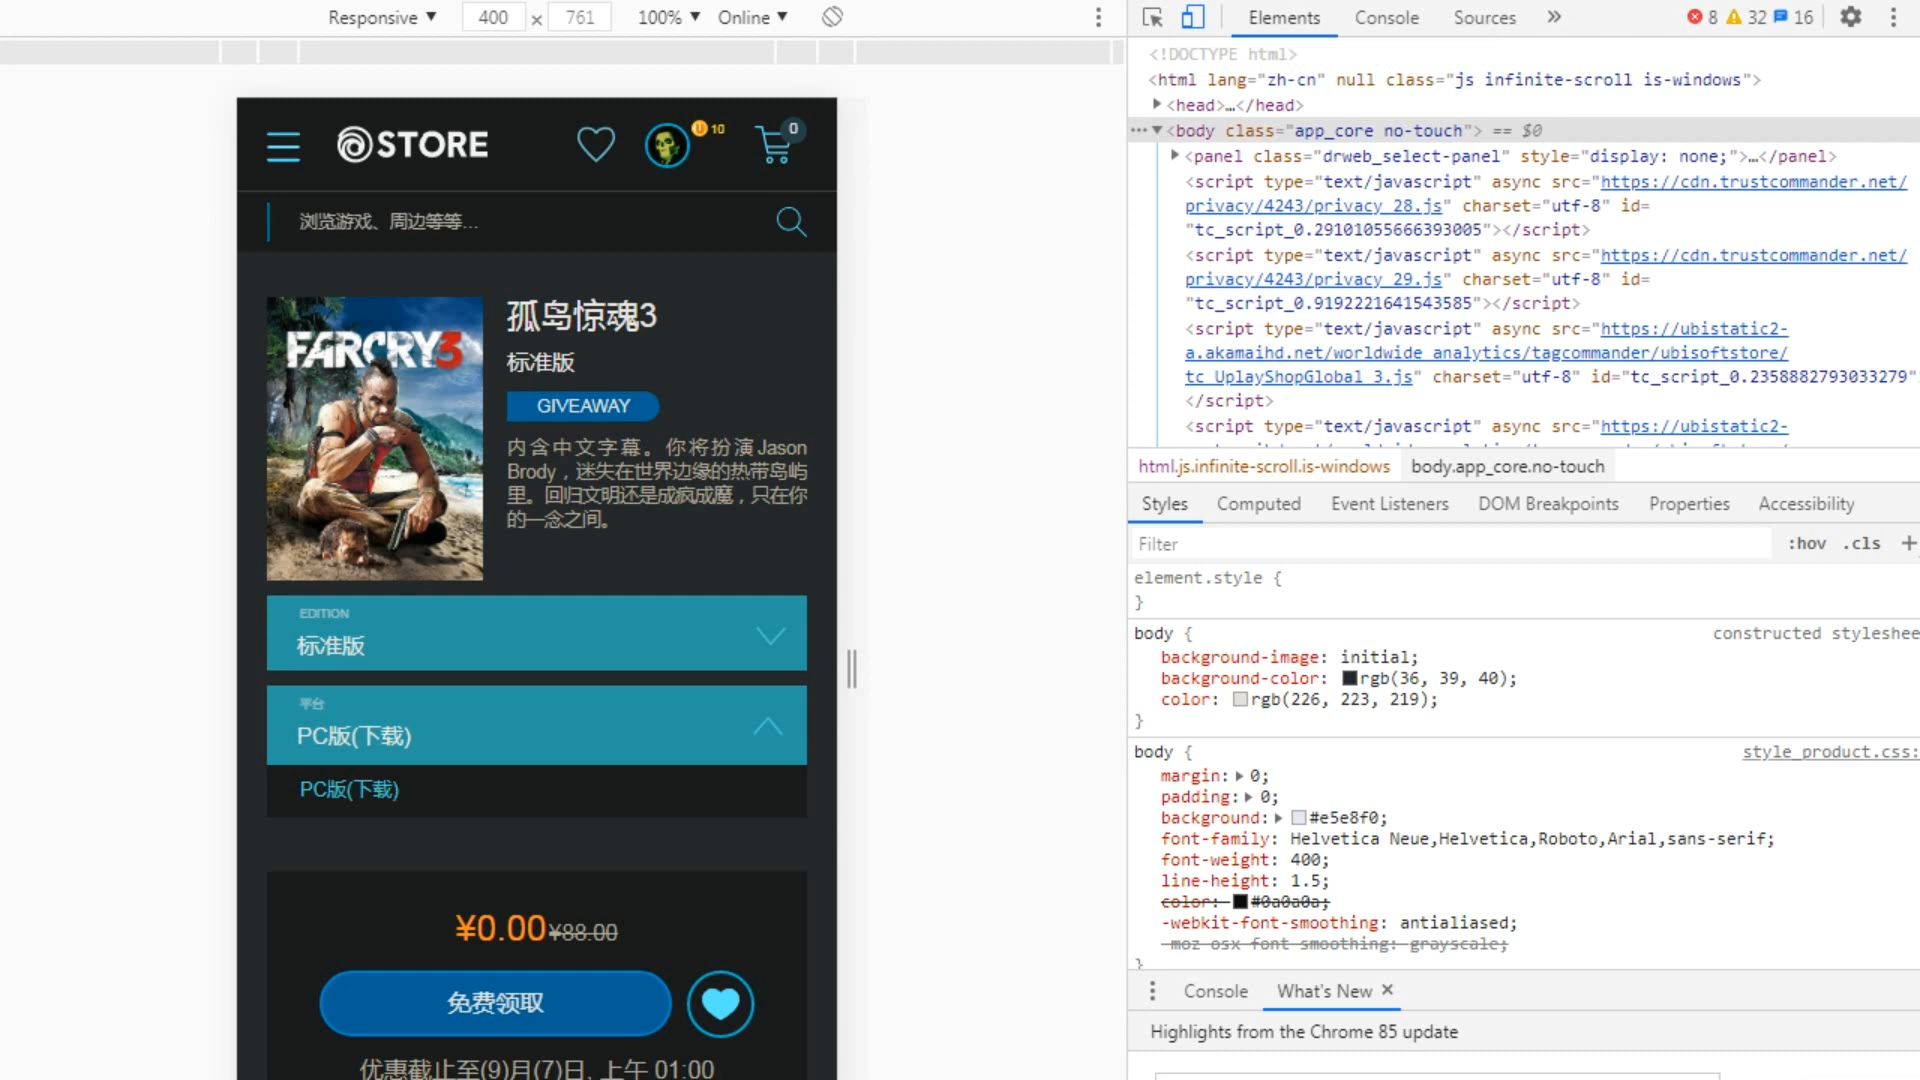 Responsive ▼ 400 × 761 100% ▼ Online ▼
Elements Console Sources » 8 32 16
STORE 10 0
浏览游戏、周边等等...
FARCRY3
孤岛惊魂3
标准版
GIVEAWAY
内含中文字幕。你将扮演Jason
Brody，迷失在世界边缘的热带岛屿
里。回归文明还是成疯成魔，只在你
的一念之间。
EDITION
标准版
平台
PC版(下载)
PC版(下载)
¥0.00 ¥88.00
免费领取
优惠截止至(9)月(7)日, 上午 01:00
<!DOCTYPE html>
<html lang="zh-cn" null class="js infinite-scroll is-windows">
▶<head>…</head>
▼<body class="app_core no-touch"> == $0
▶<panel class="drweb_select-panel" style="display: none;">…</panel>
<script type="text/javascript" async src="https://cdn.trustcommander.net/
privacy/4243/privacy_28.js" charset="utf-8" id=
"tc_script_0.29101055666393005"></script>
<script type="text/javascript" async src="https://cdn.trustcommander.net/
privacy/4243/privacy_29.js" charset="utf-8" id=
"tc_script_0.9192221641543585"></script>
<script type="text/javascript" async src="https://ubistatic2-
a.akamaihd.net/worldwide_analytics/tagcommander/ubisoftstore/
tc_UplayShopGlobal_3.js" charset="utf-8" id="tc_script_0.2358882793033279"
</script>
<script type="text/javascript" async src="https://ubistatic2-
html.js.infinite-scroll.is-windows body.app_core.no-touch
Styles Computed Event Listeners DOM Breakpoints Properties Accessibility
Filter :hov .cls +
element.style {
}
body { constructed styleshee
background-image: initial;
background-color: rgb(36, 39, 40);
color: rgb(226, 223, 219);
}
body { style_product.css:
margin:▶ 0;
padding:▶ 0;
background:▶ #e5e8f0;
font-family: Helvetica Neue,Helvetica,Roboto,Arial,sans-serif;
font-weight: 400;
line-height: 1.5;
color: #0a0a0a;
-webkit-font-smoothing: antialiased;
-moz-osx-font-smoothing: grayscale;
}
Console What's New ×
Highlights from the Chrome 85 update